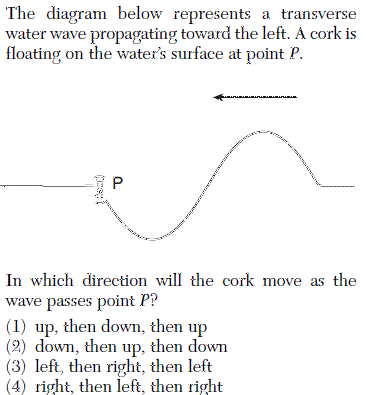 The diagram below represents a transverse
water wave propagating toward the left. A cork is
floating on the water's surface at point P.
P
In which direction will the cork move as the
wave passes point P?
(1) up, then down, then up
(2) down, then up, then down
(3) left, then right, then left
(4) right, then left, then right